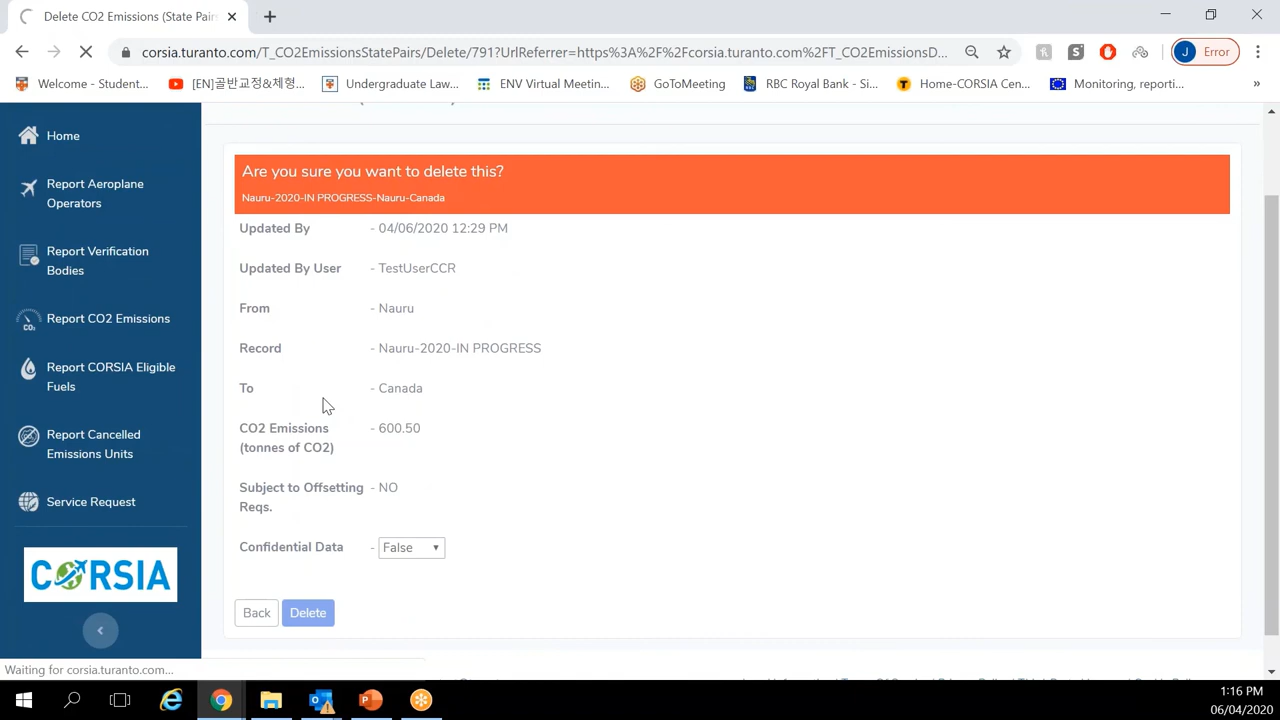 Delete CO2 Emissions (State Pair
corsia.turanto.com/T_CO2EmissionsStatePairs/Delete/791?UrlReferrer=https%3A%2F%2Fcorsia.turanto.com%2FT_CO2EmissionsD...
J Error
Welcome - Student...
[EN]골반교정&체형...
Undergraduate Law...
ENV Virtual Meetin...
GoToMeeting
RBC Royal Bank - Si...
Home-CORSIA Cen...
Monitoring, reporti...
»
Home
Report Aeroplane
Operators
Report Verification
Bodies
Report CO2 Emissions
Report CORSIA Eligible
Fuels
Report Cancelled
Emissions Units
Service Request
CORSIA
Are you sure you want to delete this?
Nauru-2020-IN PROGRESS-Nauru-Canada
Updated By - 04/06/2020 12:29 PM
Updated By User - TestUserCCR
From - Nauru
Record - Nauru-2020-IN PROGRESS
To - Canada
CO2 Emissions - 600.50
(tonnes of CO2)
Subject to Offsetting - NO
Reqs.
Confidential Data - False
Back Delete
Waiting for corsia.turanto.com...
1:16 PM
06/04/2020